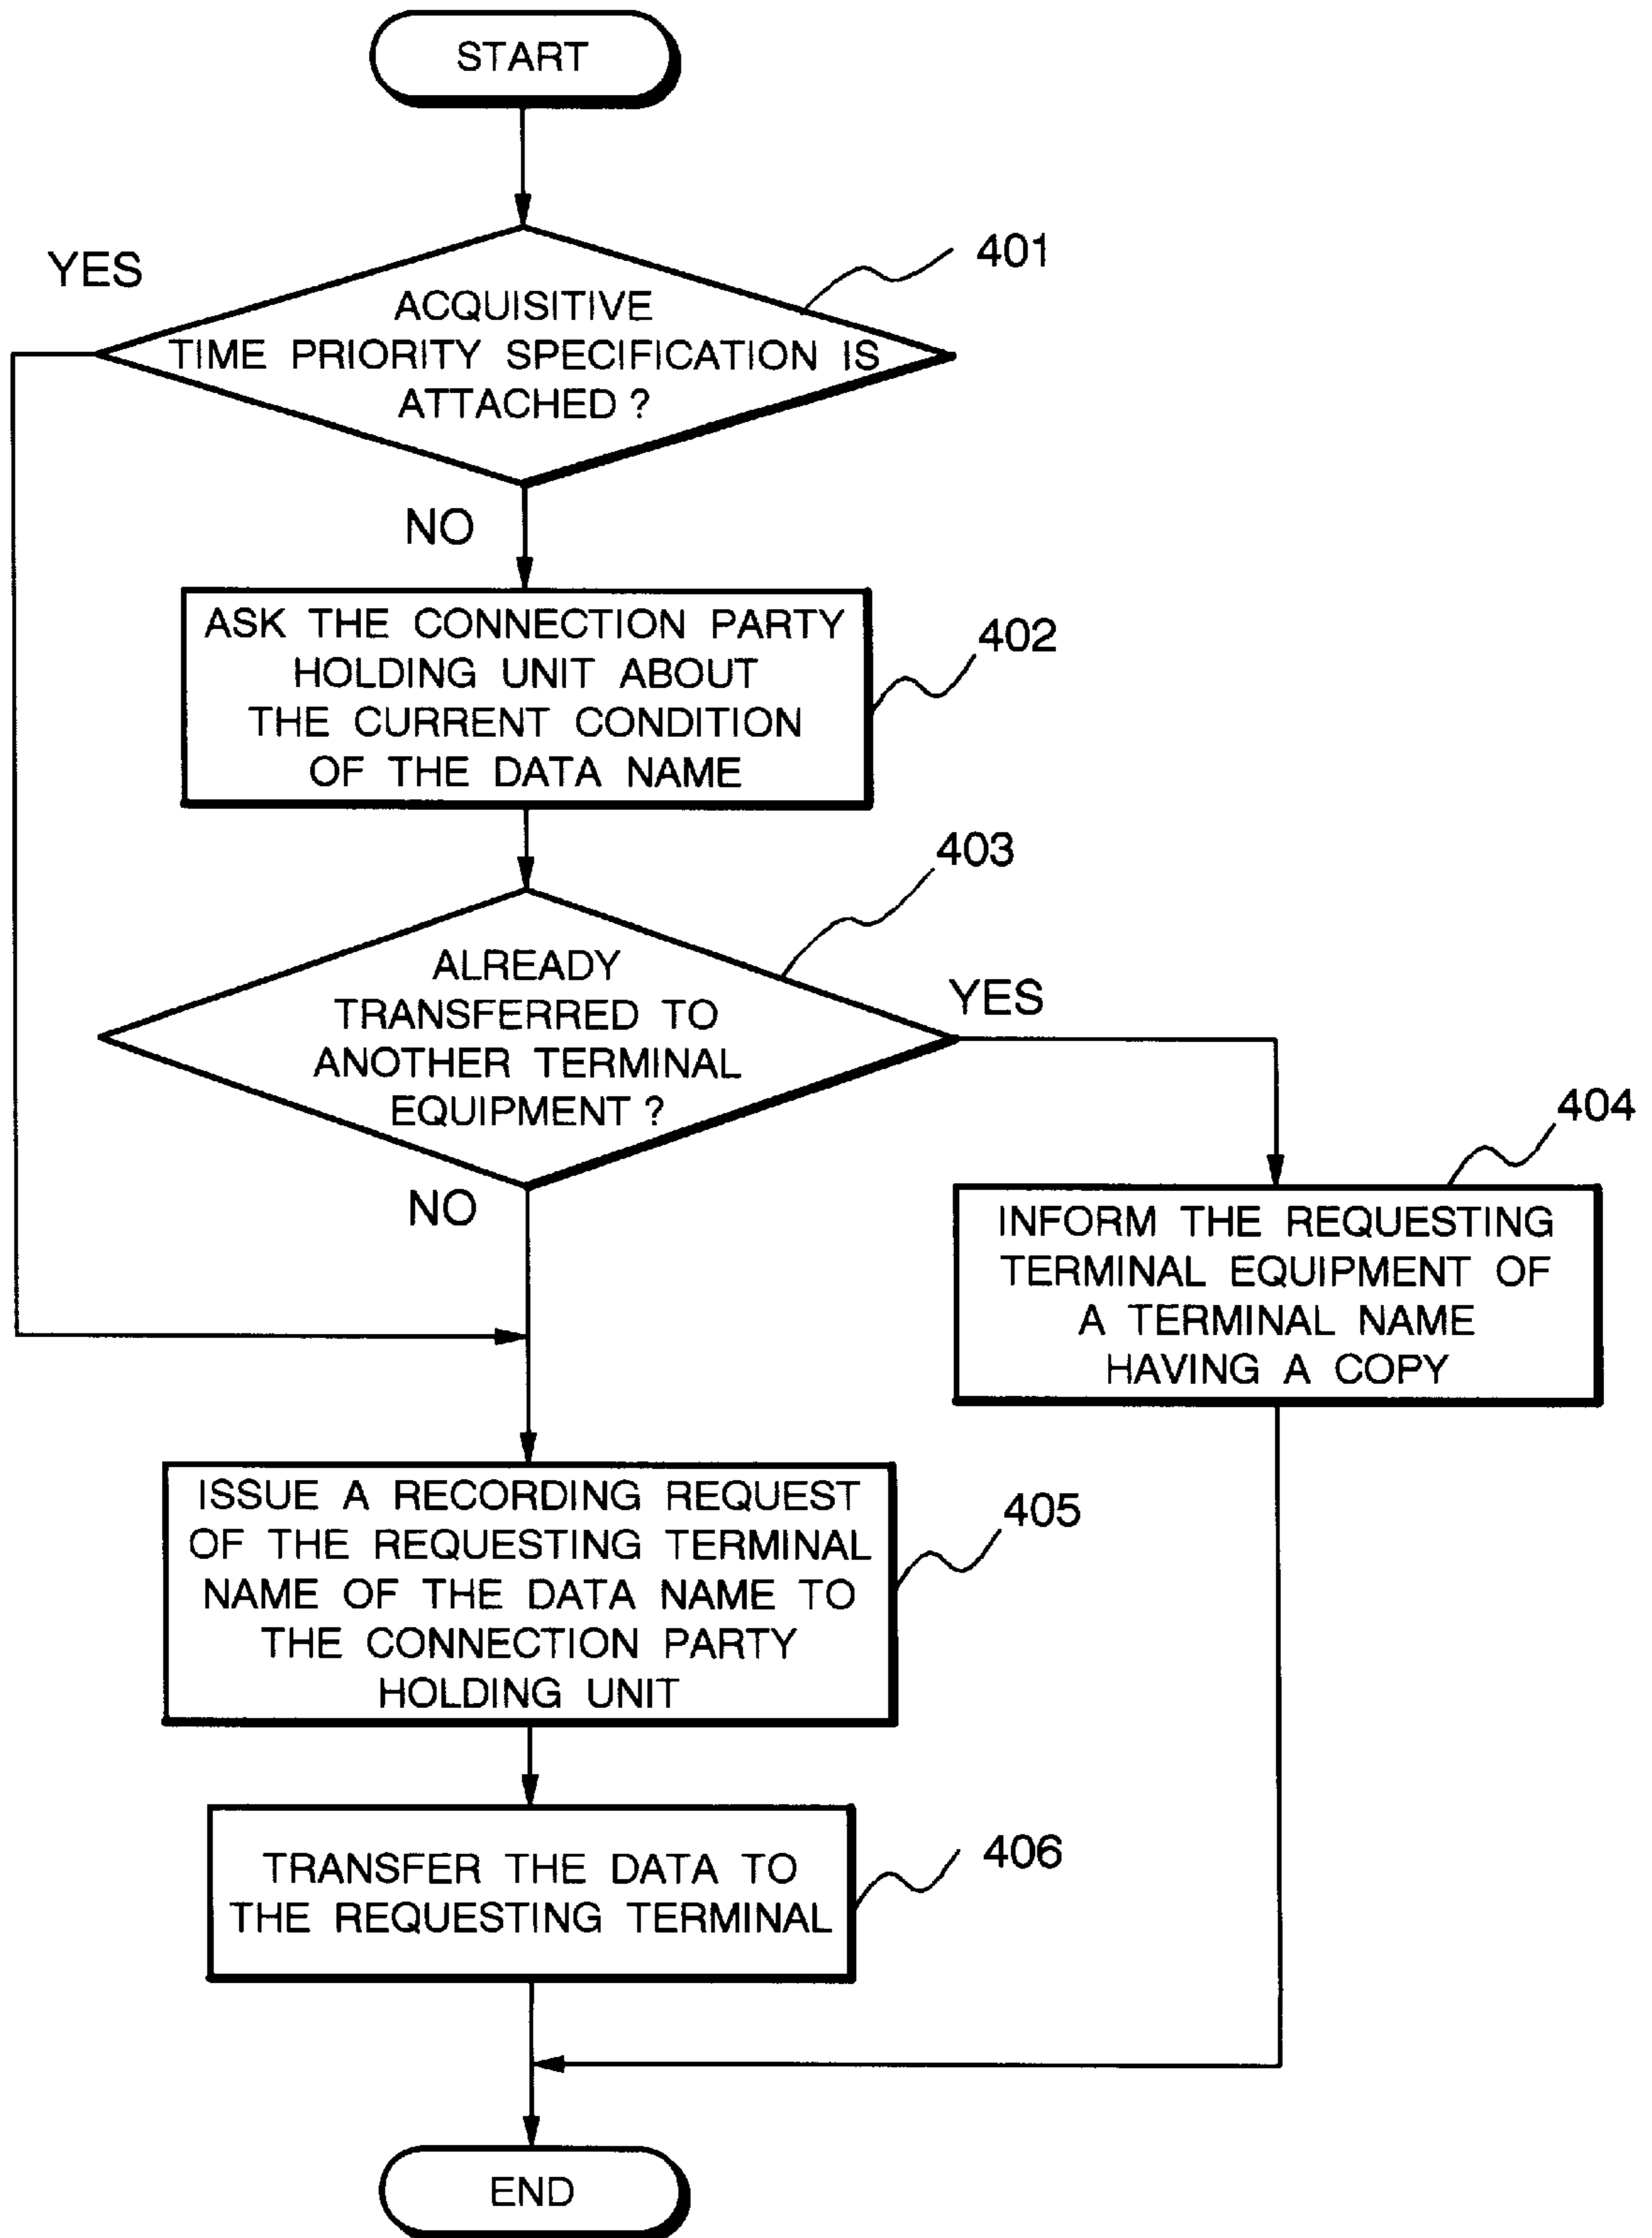 START
YES
401
ACQUISITIVE
TIME PRIORITY SPECIFICATION IS
ATTACHED ?
NO
ASK THE CONNECTION PARTY
HOLDING UNIT ABOUT
THE CURRENT CONDITION
OF THE DATA NAME
402
403
ALREADY
TRANSFERRED TO
ANOTHER TERMINAL
EQUIPMENT ?
YES
NO
404
INFORM THE REQUESTING
TERMINAL EQUIPMENT OF
A TERMINAL NAME
HAVING A COPY
ISSUE A RECORDING REQUEST
OF THE REQUESTING TERMINAL
NAME OF THE DATA NAME TO
THE CONNECTION PARTY
HOLDING UNIT
405
TRANSFER THE DATA TO
THE REQUESTING TERMINAL
406
END